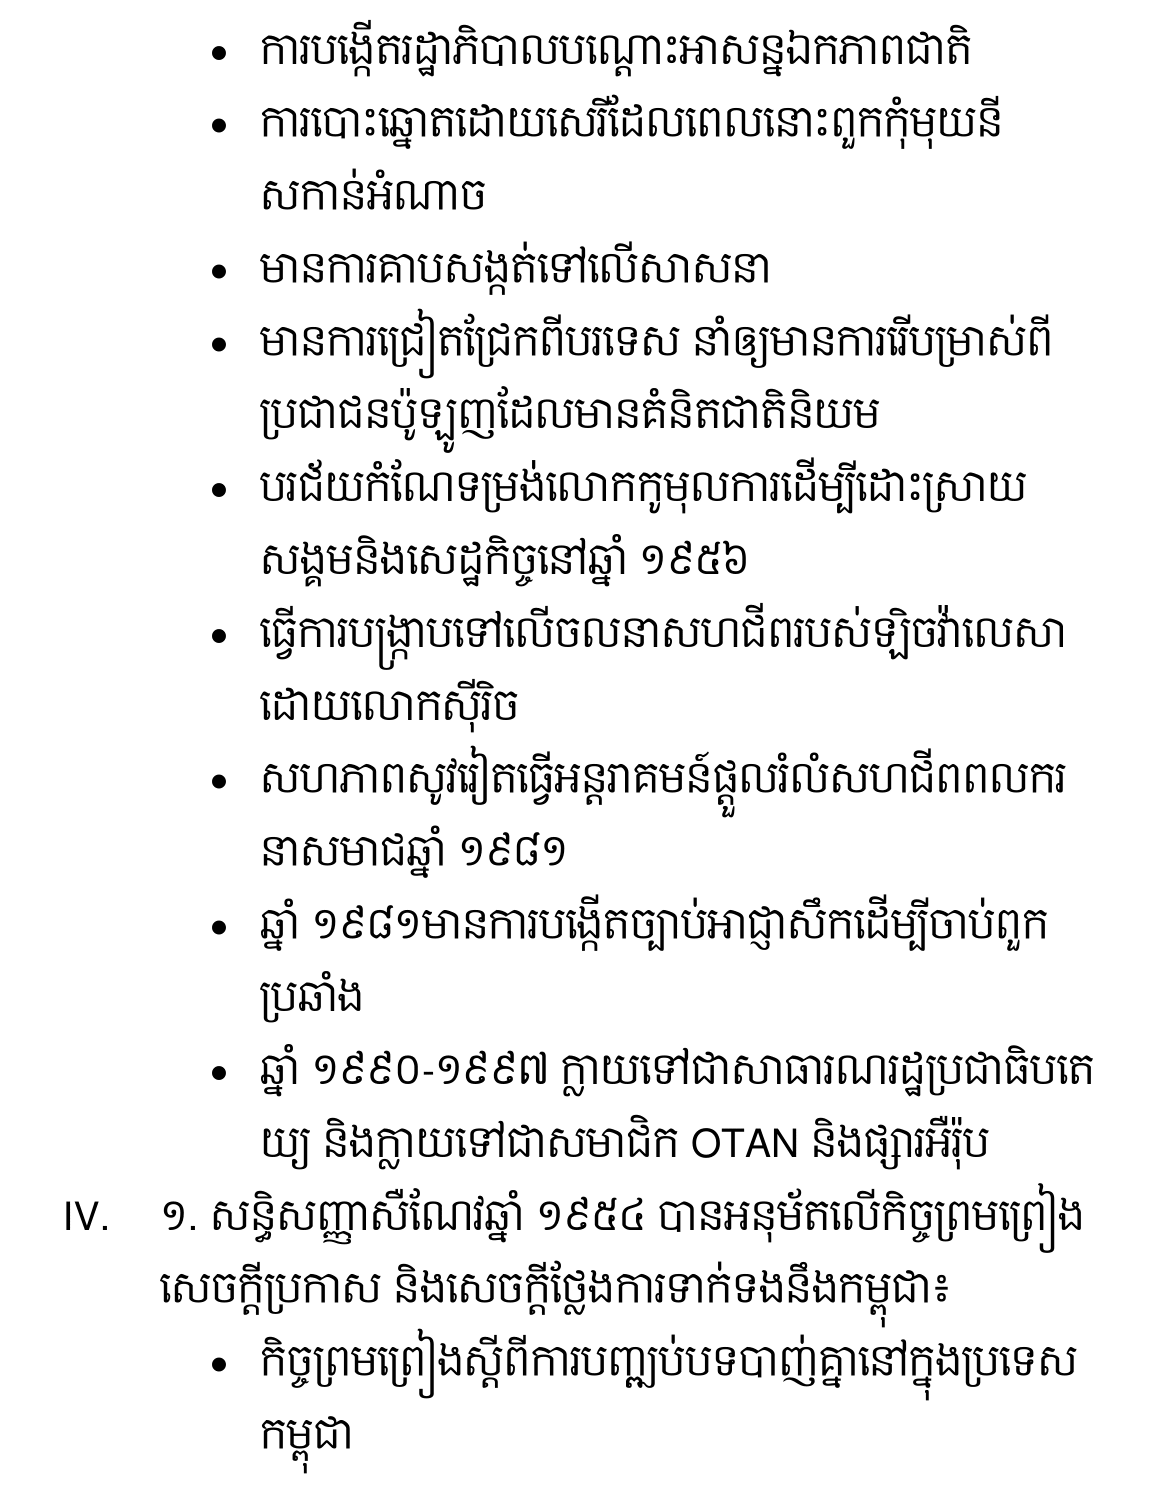 • ការបង្កើតរដ្ឋាភិបាលបណ្ដោះអាសន្នឯកភាពជាតិ
• ការបោះឆ្នោតដោយសេរីដែលពេលនោះពួកកុំមុយនី
សកាន់អំណាច
• មានការគាបសង្កត់ទៅលើសាសនា
• មានការជ្រៀតជ្រែកពីបរទេស នាំឲ្យមានការរើបម្រាស់ពី
ប្រជាជនប៉ូឡូញដែលមានគំនិតជាតិនិយម
• បរជ័យកំណែទម្រង់លោកកូមុលការដើម្បីដោះស្រាយ
សង្គមនិងសេដ្ឋកិច្ចនៅឆ្នាំ ១៩៥៦
• ធ្វើការបង្ក្រាបទៅលើចលនាសហជីពរបស់ឡិចវ៉ាលេសា
ដោយលោកស៊ីរិច
• សហភាពសូវរៀតធ្វើអន្តរាគមន៍ផ្ដួលរំលំសហជីពពលករ
នាសមាជឆ្នាំ ១៩៨១
• ឆ្នាំ ១៩៨១មានការបង្កើតច្បាប់អាជ្ញាសឹកដើម្បីចាប់ពួក
ប្រឆាំង
• ឆ្នាំ ១៩៩០-១៩៩៧ ក្លាយទៅជាសាធារណរដ្ឋប្រជាធិបតេ
យ្យ និងក្លាយទៅជាសមាជិក OTAN និងផ្សារអឺរ៉ុប
IV. ១. សន្ធិសញ្ញាសឺណែវឆ្នាំ ១៩៥៤ បានអនុម័តលើកិច្ចព្រមព្រៀង
សេចក្ដីប្រកាស និងសេចក្ដីថ្លែងការទាក់ទងនឹងកម្ពុជា៖
• កិច្ចព្រមព្រៀងស្ដីពីការបញ្ឈប់បទបាញ់គ្នានៅក្នុងប្រទេស
កម្ពុជា